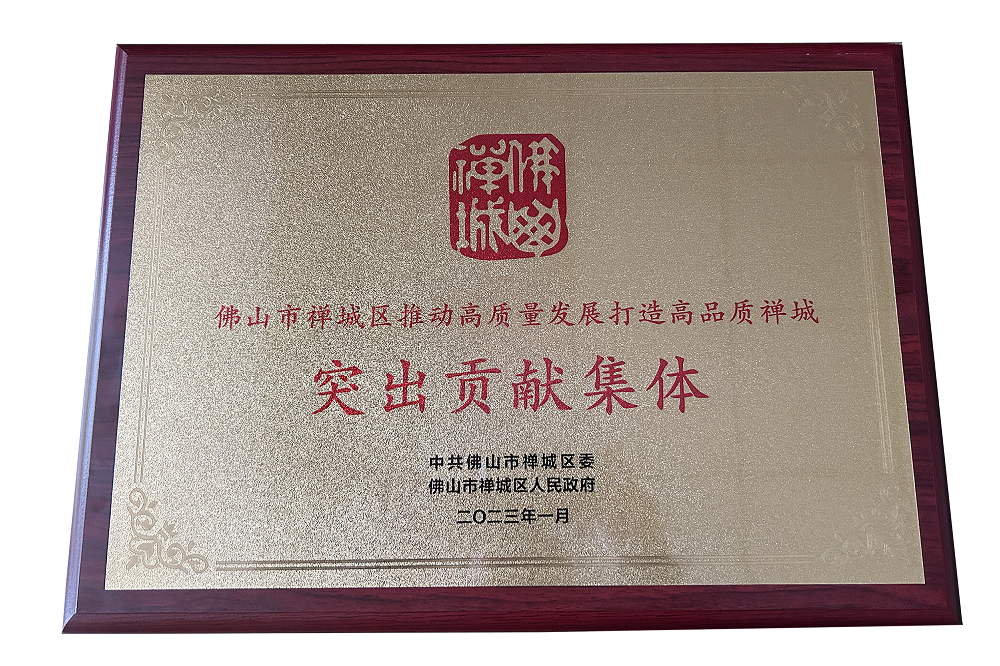 佛山
禅城
佛山市禅城区推动高质量发展打造高品质禅城
突出贡献集体
中共佛山市禅城区委
佛山市禅城区人民政府
二〇二三年一月